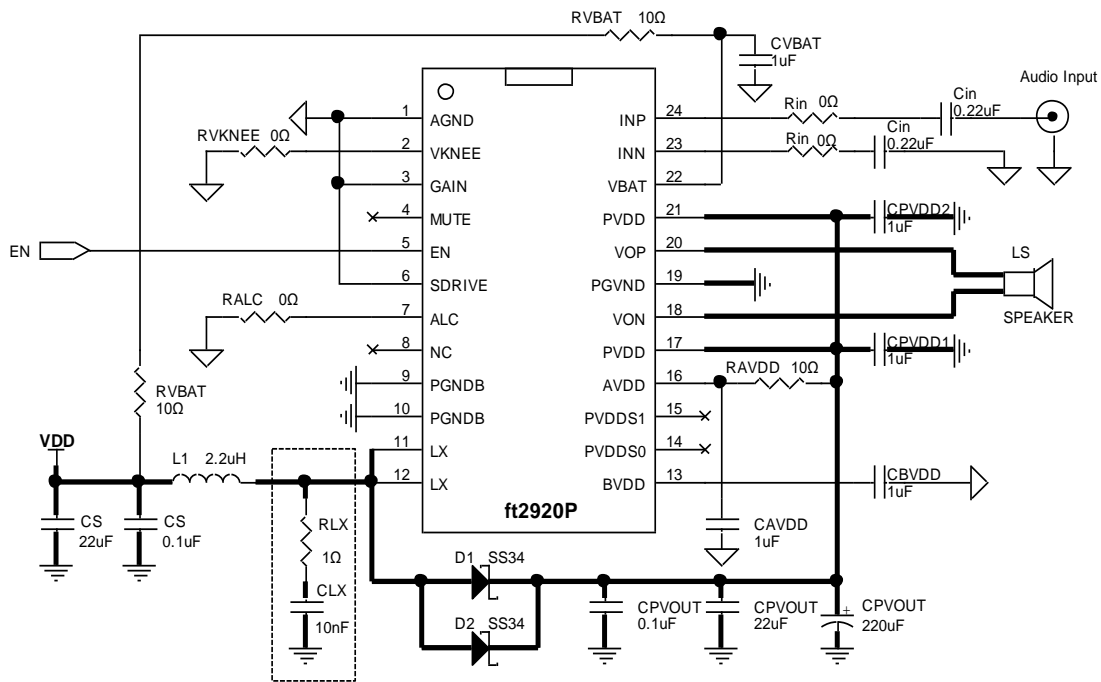 RVBAT 10Ω
CVBAT
1uF
Audio Input
1 AGND INP 24 Rin 0Ω Cin 0.22uF
RVKNEE 0Ω 2 VKNEE INN 23 Rin 0Ω Cin 0.22uF
3 GAIN VBAT 22
4 MUTE PVDD 21 CPVDD2 1uF
EN 5 EN VOP 20 LS
6 SDRIVE PGVND 19
RALC 0Ω 7 ALC VON 18 SPEAKER
8 NC PVDD 17 CPVDD1 1uF
9 PGNDB AVDD 16 RAVDD 10Ω
RVBAT
10Ω
10 PGNDB PVDDS1 15
VDD
11 LX PVDDS0 14
L1 2.2uH 12 LX BVDD 13 CBVDD 1uF
ft2920P
CS
22uF
CS
0.1uF
RLX
1Ω
CAVDD
1uF
CLX
10nF
D1 SS34
D2 SS34
CPVOUT
0.1uF
CPVOUT
22uF
+
CPVOUT
220uF